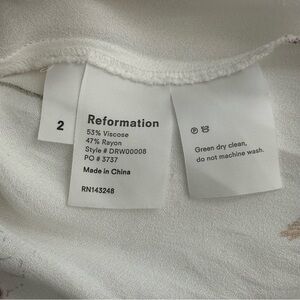 2
Reformation
53% Viscose
47% Rayon
Style # DRW00008
PO # 3737
Made in China
RN143248
Green dry clean,
do not machine wash.